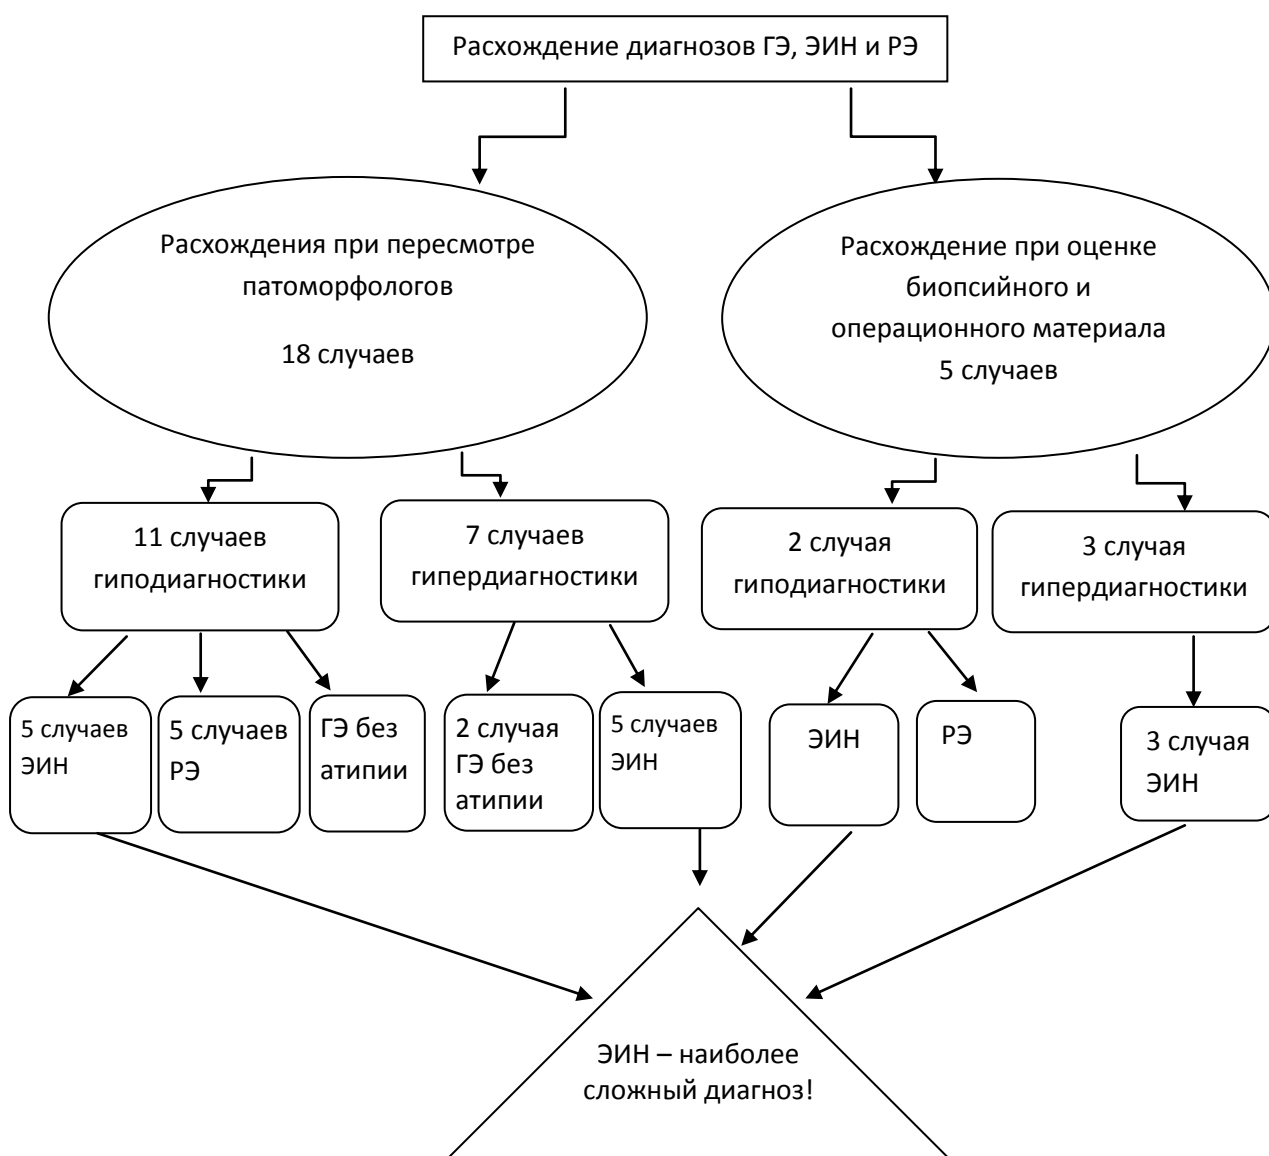 Расхождение диагнозов ГЭ, ЭИН и РЭ
Расхождения при пересмотре
патоморфологов
18 случаев
Расхождение при оценке
биопсийного и
операционного материала
5 случаев
11 случаев
гиподиагностики
7 случаев
гипердиагностики
2 случая
гиподиагностики
3 случая
гипердиагностики
5 случаев
ЭИН
5 случаев
РЭ
ГЭ без
атипии
2 случая
ГЭ без
атипии
5 случаев
ЭИН
ЭИН
РЭ
3 случая
ЭИН
ЭИН – наиболее
сложный диагноз!